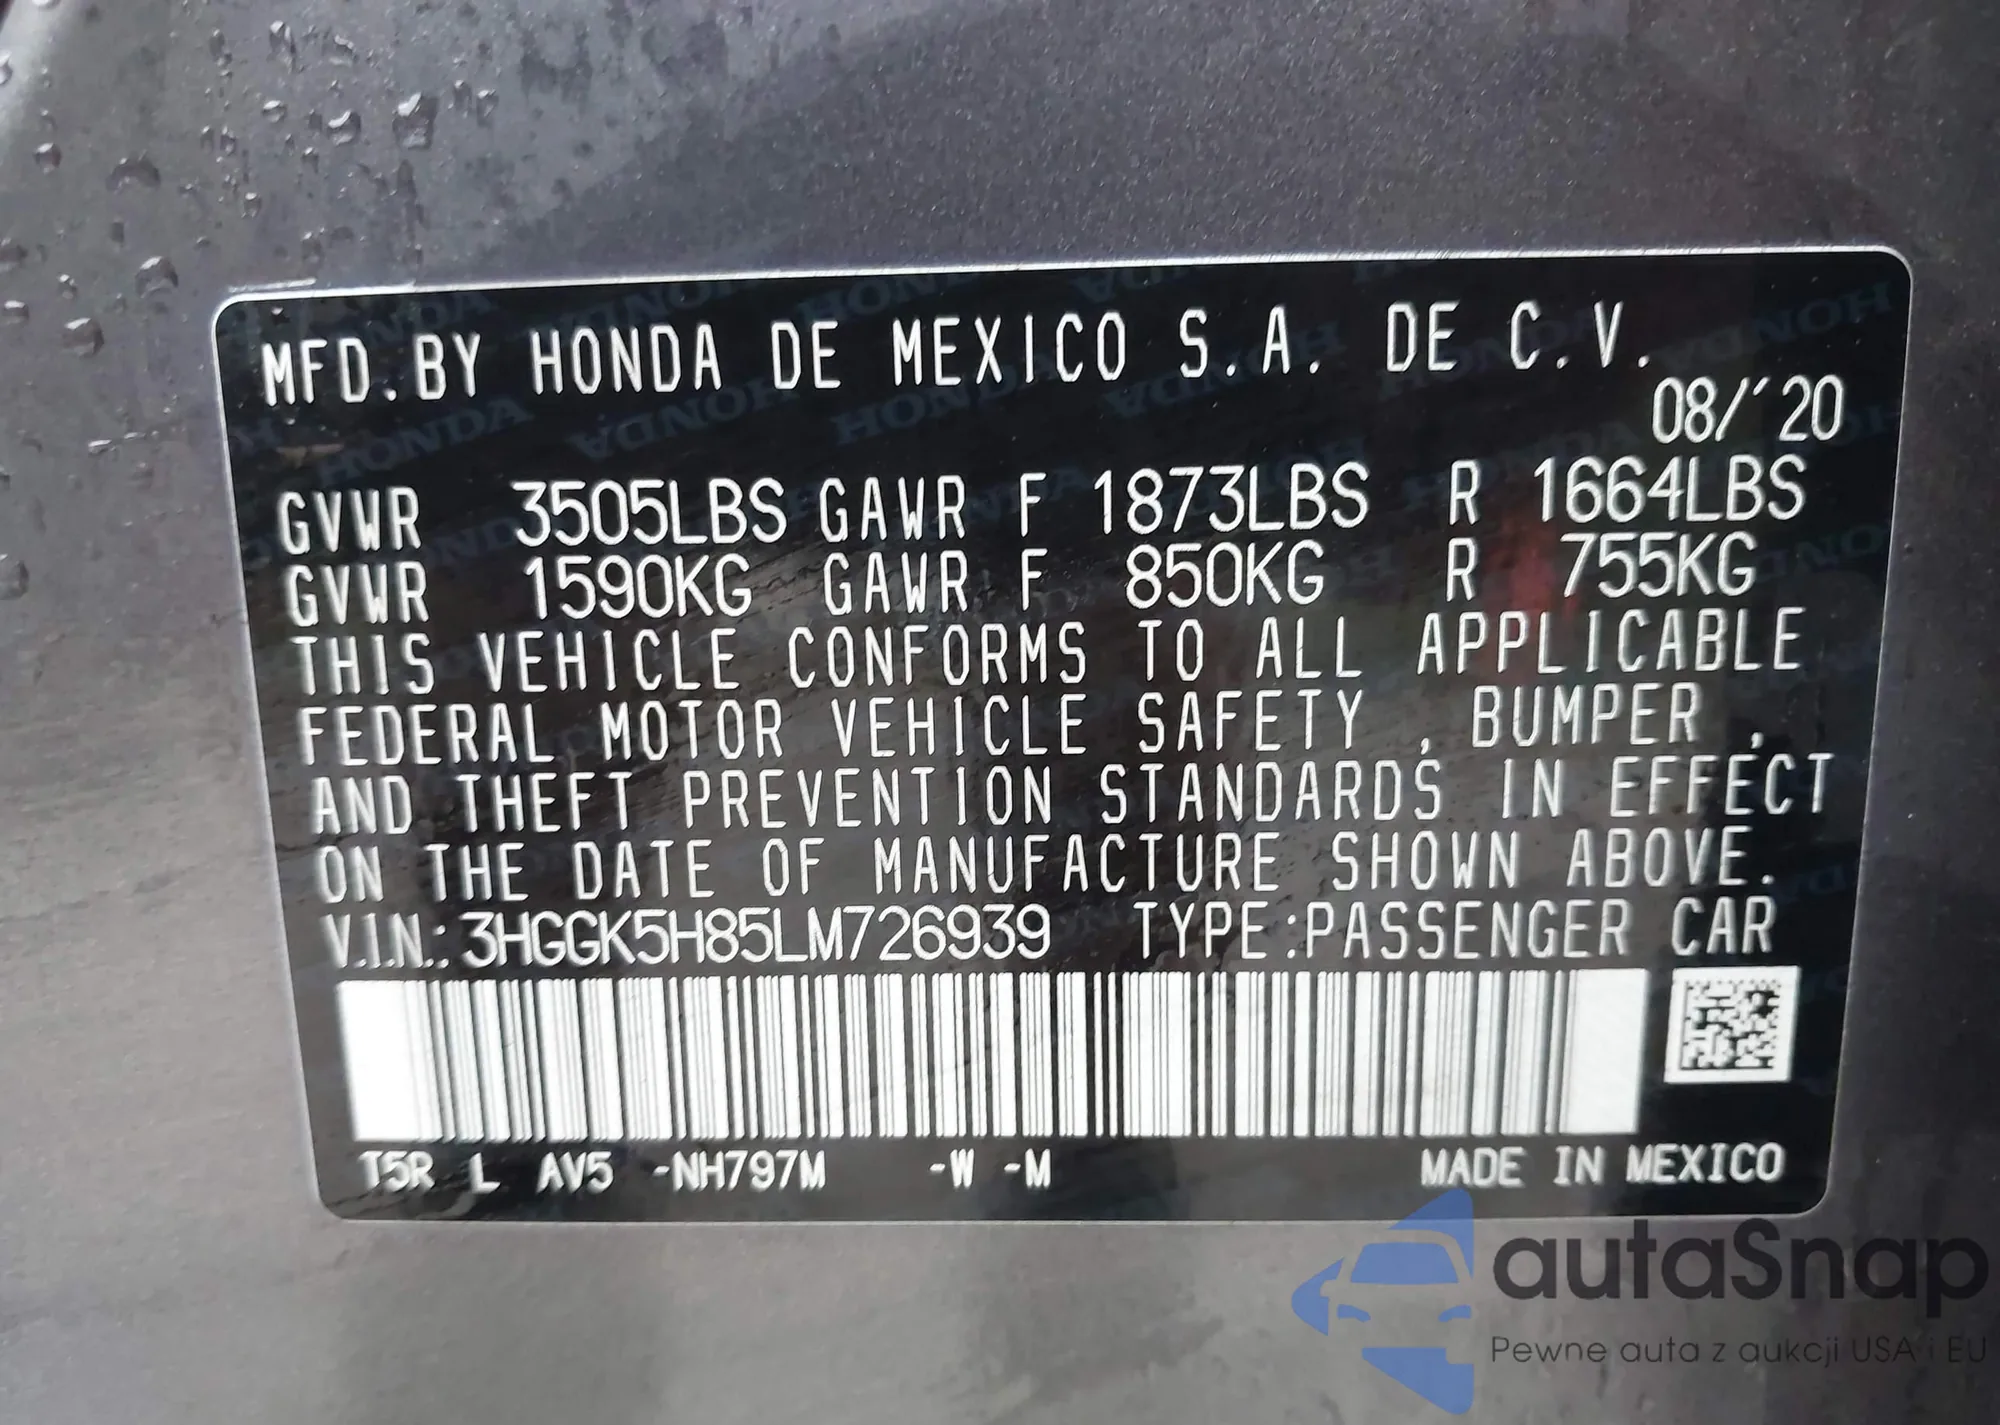 MFD.BY HONDA DE MEXICO S.A. DE C.V.
08/'20
GVWR 3505LBS GAWR F 1873LBS R 1664LBS
GVWR 1590KG GAWR F 850KG R 755KG
THIS VEHICLE CONFORMS TO ALL APPLICABLE
FEDERAL MOTOR VEHICLE SAFETY , BUMPER ,
AND THEFT PREVENTION STANDARDS IN EFFECT
ON THE DATE OF MANUFACTURE SHOWN ABOVE.
V.I.N.: 3HGGK5H85LM726939 TYPE:PASSENGER CAR
T5R L AV5 -NH797M -W -M MADE IN MEXICO
autaSnap
Pewne auta z aukcji USA i EU